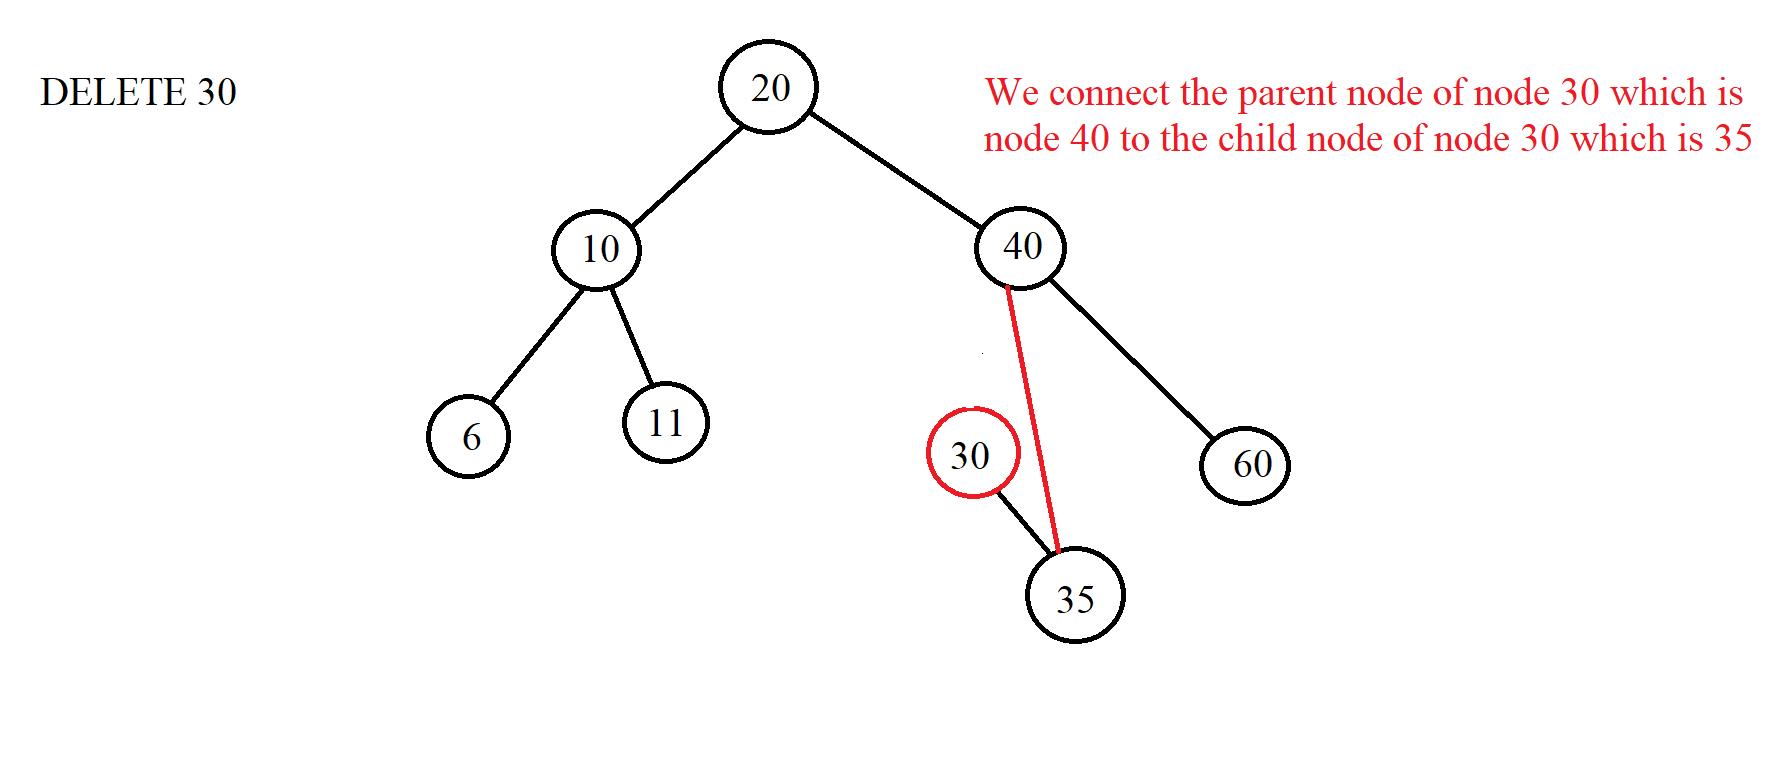 DELETE 30
20
We connect the parent node of node 30 which is
node 40 to the child node of node 30 which is 35
10
40
6
11
30
60
35